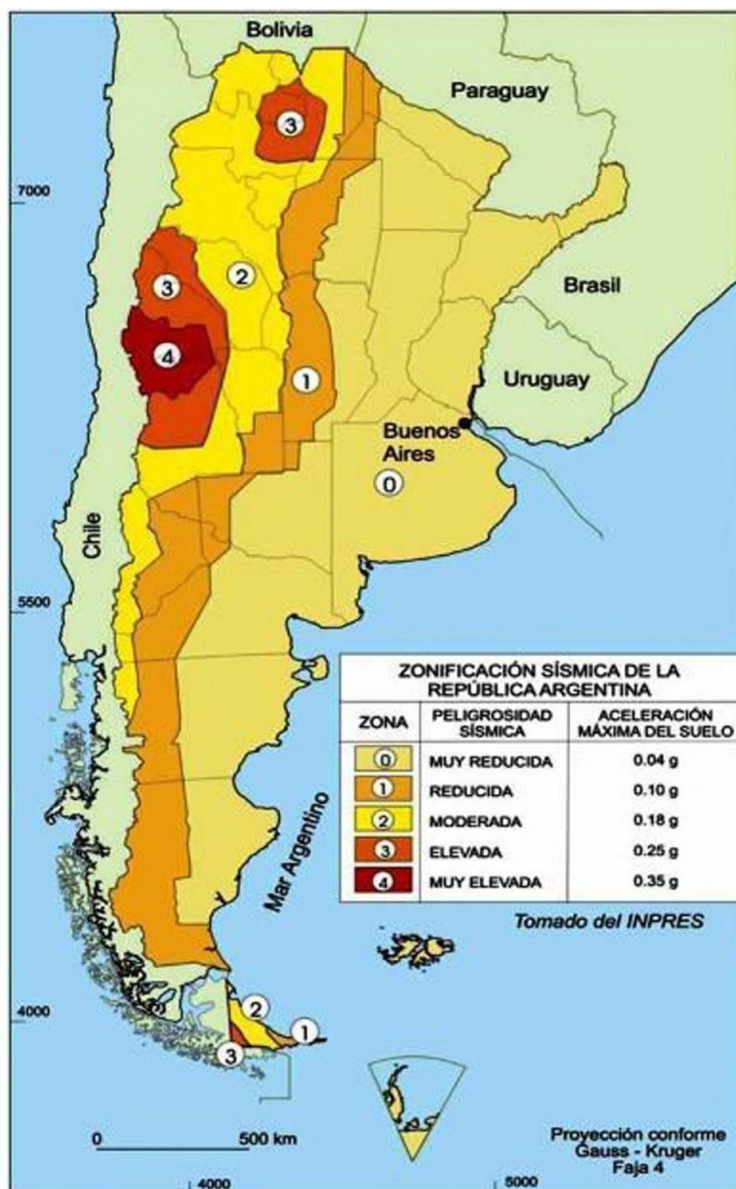 Bolivia
Paraguay
3
7000
2
3
Brasil
4
1
Uruguay
Buenos
Aires
0
Chile
5500
ZONIFICACIÓN SÍSMICA DE LA
REPÚBLICA ARGENTINA
ZONA
PELIGROSIDAD
SÍSMICA
ACELERACIÓN
MÁXIMA DEL SUELO
0 MUY REDUCIDA 0.04 g
1 REDUCIDA 0.10 g
2 MODERADA 0.18 g
3 ELEVADA 0.25 g
4 MUY ELEVADA 0.35 g
Mar Argentino
Tomado del INPRES
4000
2
1
3
0 500 km
Proyección conforme
Gauss - Kruger
Faja 4
4000
5000